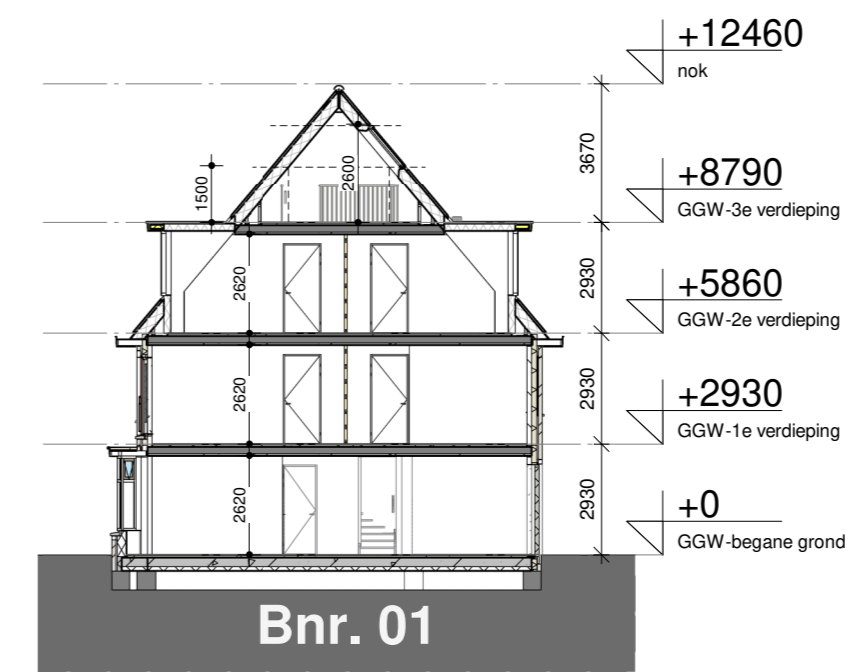 +12460
nok
3670
+8790
GGW-3e verdieping
1500
2600
2620
2930
+5860
GGW-2e verdieping
2620
2930
+2930
GGW-1e verdieping
2620
2930
+0
GGW-begane grond
Bnr. 01